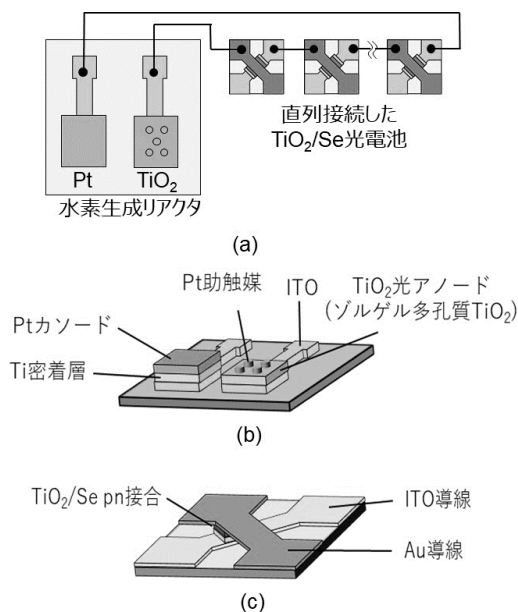 直列接続した
TiO2/Se光電池
Pt
TiO2
水素生成リアクタ
(a)
Pt助触媒
ITO
TiO2光アノード
(ゾルゲル多孔質TiO2)
Ptカソード
Ti密着層
(b)
TiO2/Se pn接合
ITO導線
Au導線
(c)